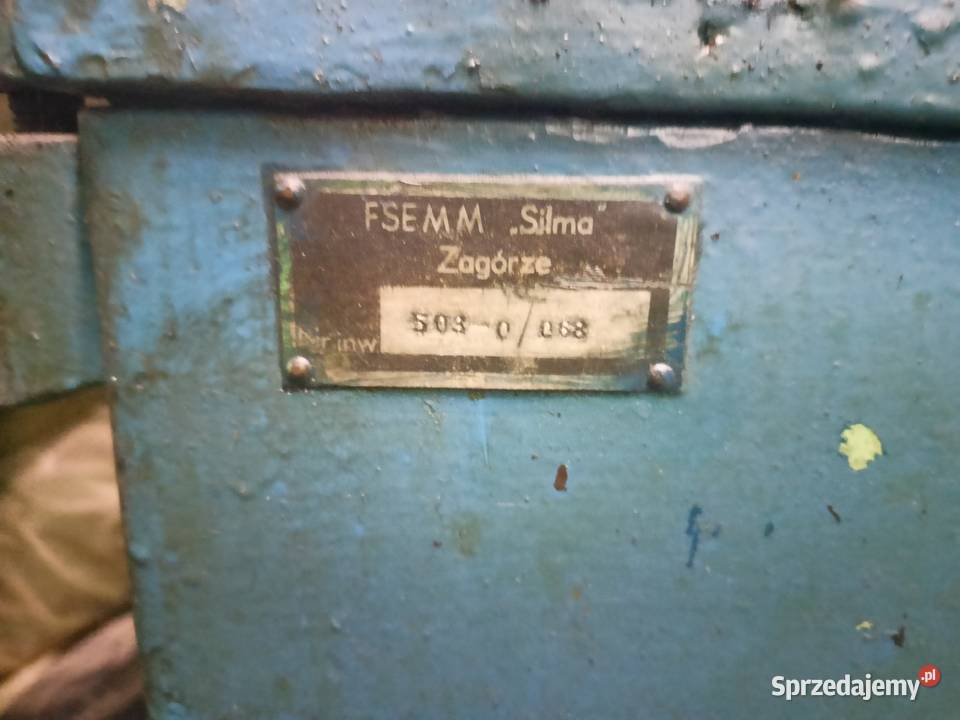 FSEMM „Silma"
Zagórze
Nr inw 503-0/068
Sprzedajemy.pl